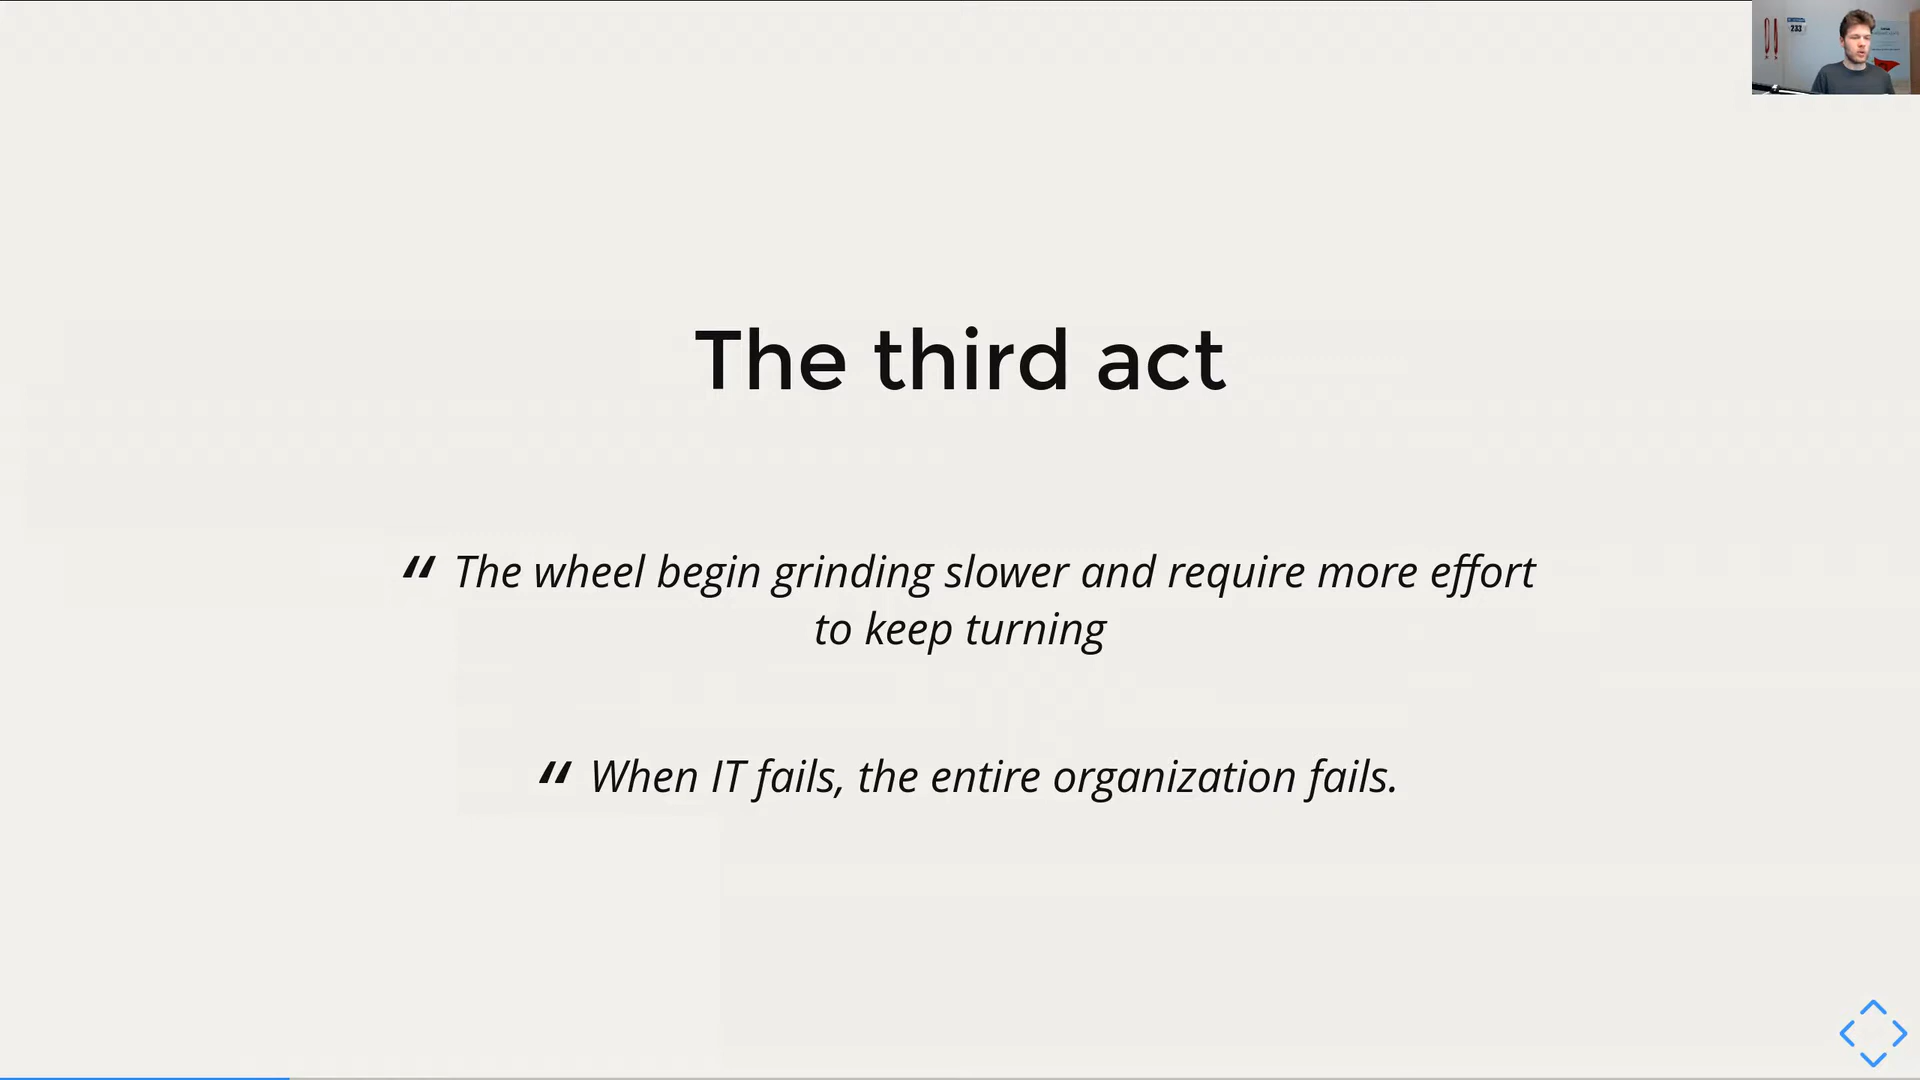 233
The third act
“ The wheel begin grinding slower and require more effort
to keep turning
“ When IT fails, the entire organization fails.